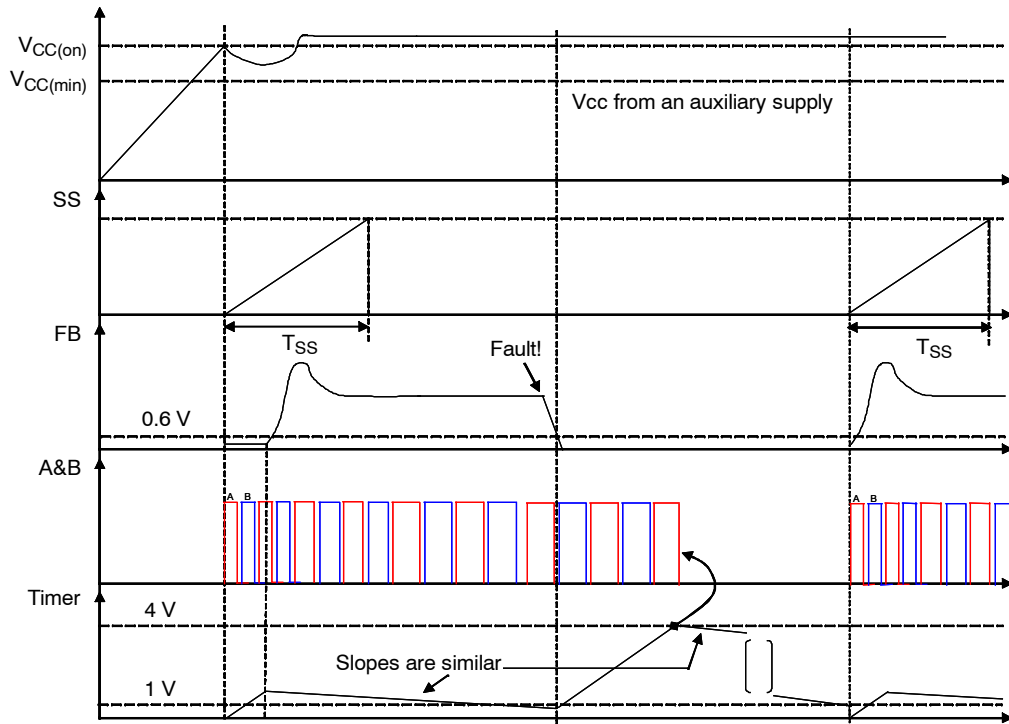 VCC(on)
VCC(min)
Vcc from an auxiliary supply
SS
TSS
TSS
FB
Fault!
0.6 V
A&B
A B
A B
Timer
4 V
Slopes are similar
1 V